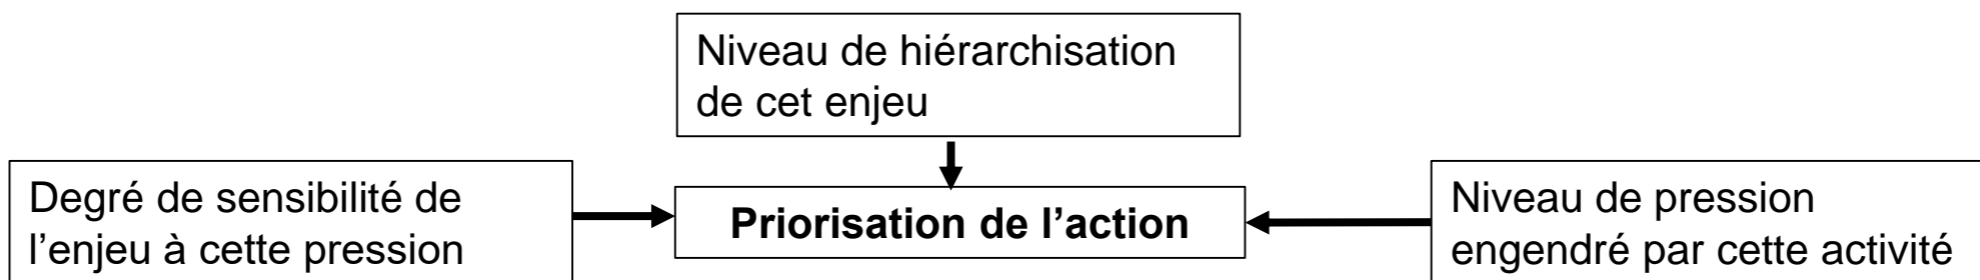 Niveau de hiérarchisation
de cet enjeu
Degré de sensibilité de
l’enjeu à cette pression
Priorisation de l’action
Niveau de pression
engendré par cette activité